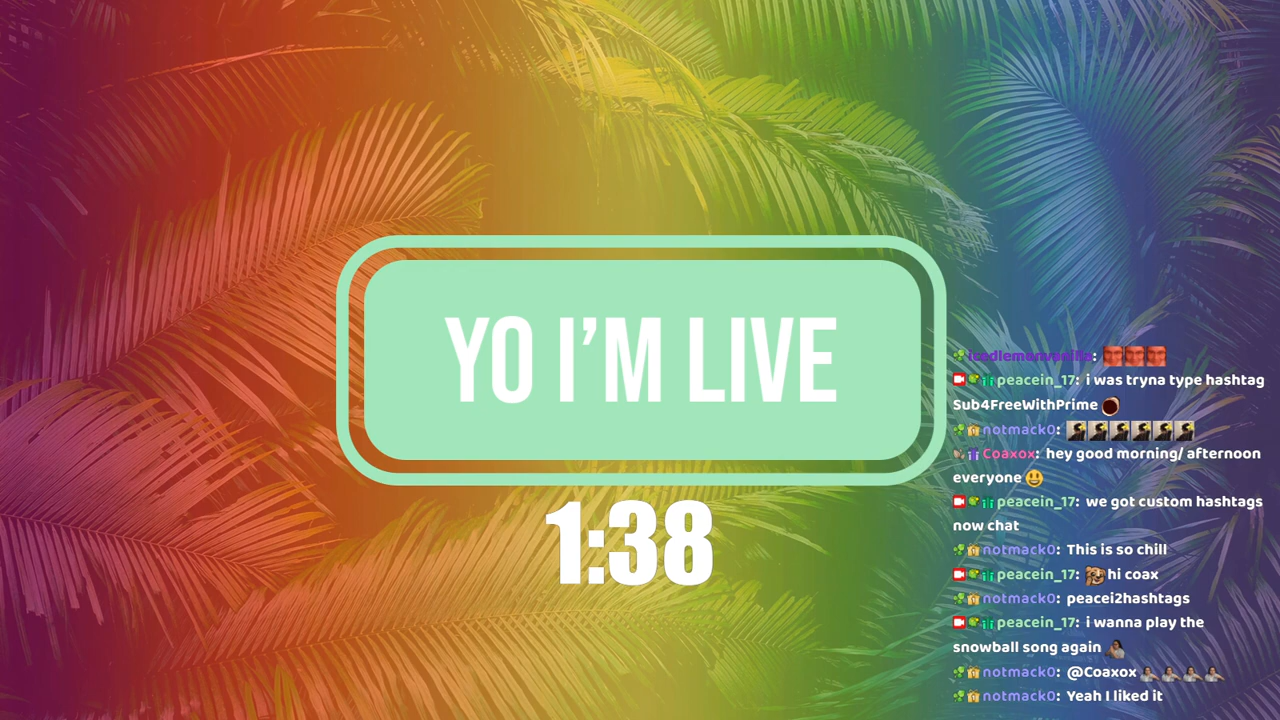 YO I'M LIVE
1:38
icedlemonvanilla:
peacein_17: i was tryna type hashtag
Sub4FreeWithPrime
notmack0:
Coaxox: hey good morning/ afternoon
everyone
peacein_17: we got custom hashtags
now chat
notmack0: This is so chill
peacein_17: hi coax
notmack0: peacei2hashtags
peacein_17: i wanna play the
snowball song again
notmack0: @Coaxox
notmack0: Yeah I liked it